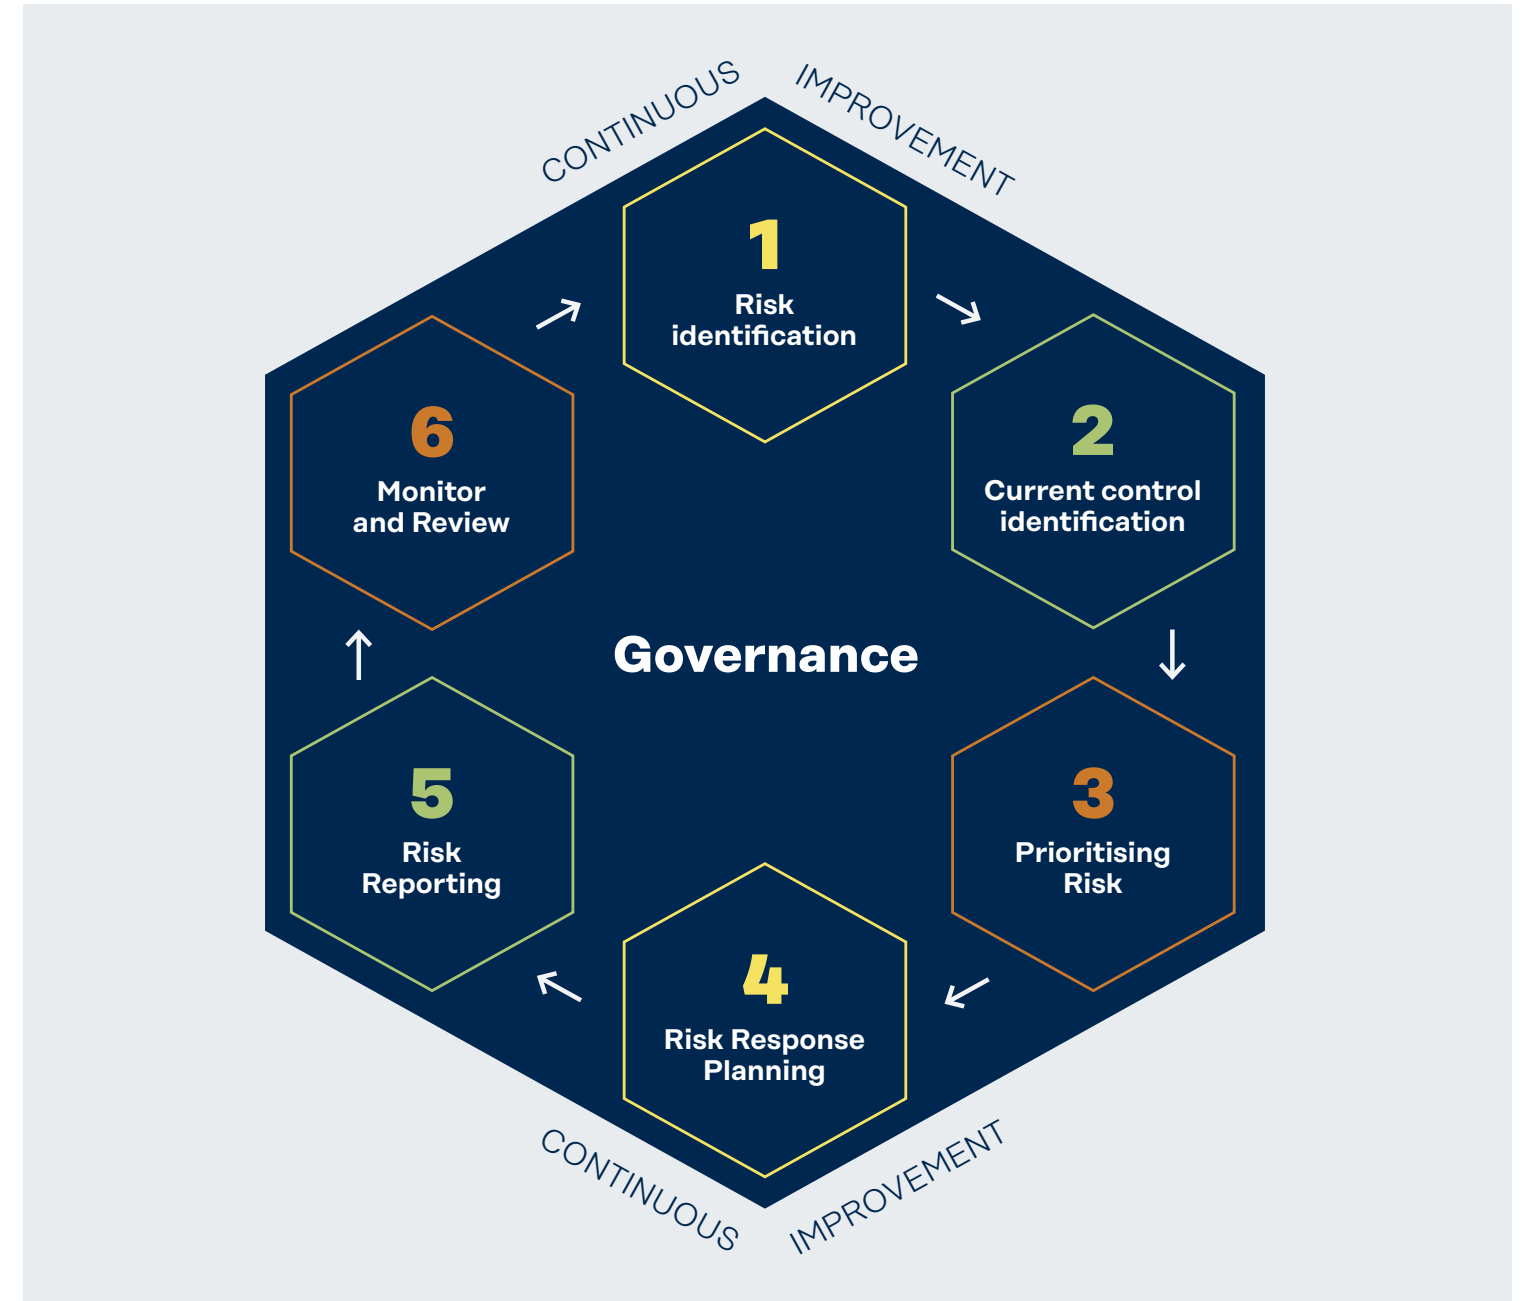 CONTINUOUS IMPROVEMENT
1
Risk
identification
2
Current control
identification
3
Prioritising
Risk
4
Risk Response
Planning
5
Risk
Reporting
6
Monitor
and Review
Governance
CONTINUOUS IMPROVEMENT